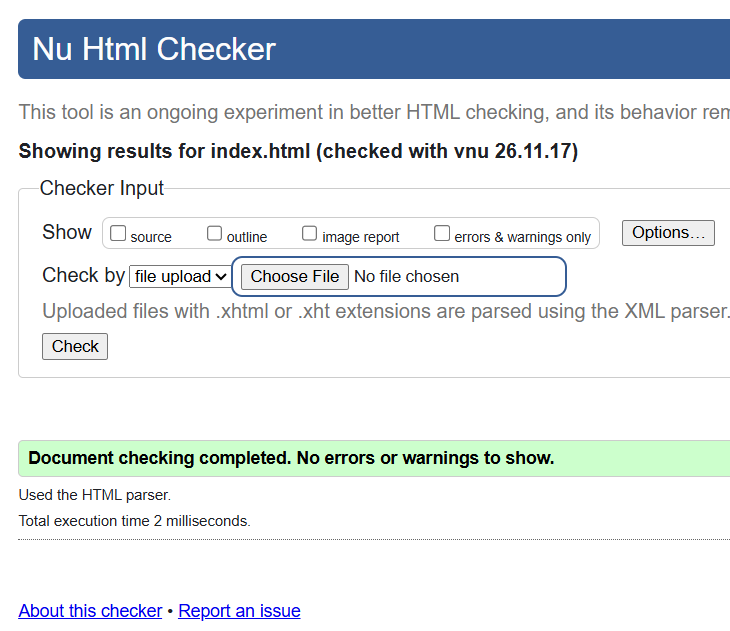 Nu Html Checker
This tool is an ongoing experiment in better HTML checking, and its behavior rem
Showing results for index.html (checked with vnu 26.11.17)
Checker Input
Show source outline image report errors & warnings only Options…
Check by file upload Choose File No file chosen
Uploaded files with .xhtml or .xht extensions are parsed using the XML parser.
Check
Document checking completed. No errors or warnings to show.
Used the HTML parser.
Total execution time 2 milliseconds.
About this checker • Report an issue